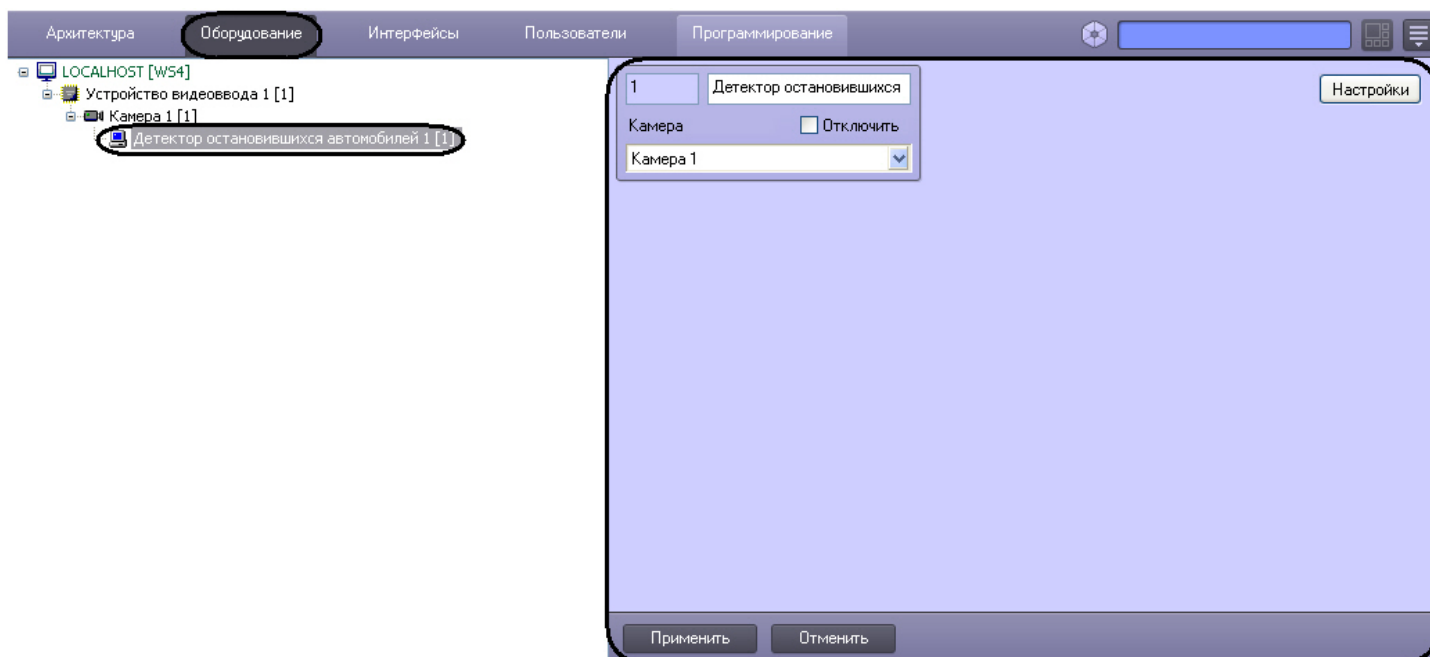 Архитектура Оборудование Интерфейсы Пользователи Программирование
LOCALHOST [WS4]
Устройство видеоввода 1 [1]
Камера 1 [1]
Детектор остановившихся автомобилей 1 [1]
1 Детектор остановившихся
Настройки
Камера Отключить
Камера 1
Применить Отменить